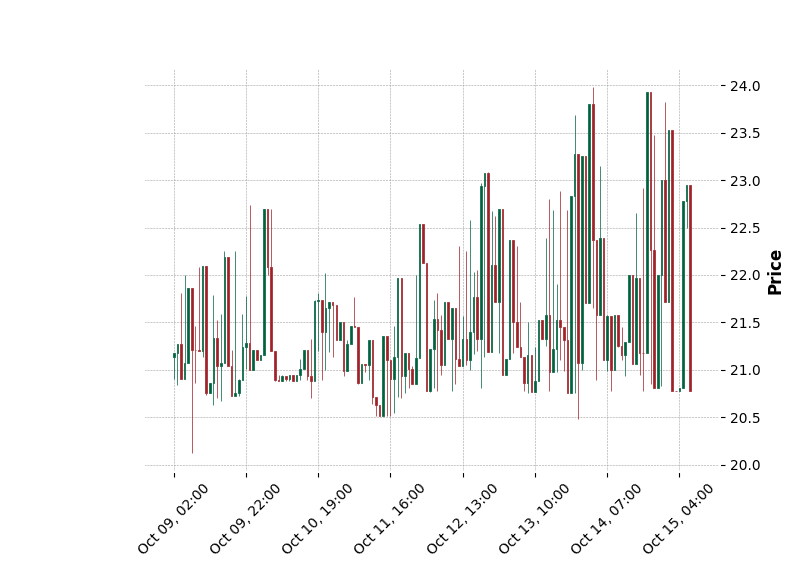 24.0
23.5
23.0
22.5
22.0
21.5
21.0
20.5
20.0
Price
Oct 09, 02:00
Oct 09, 22:00
Oct 10, 19:00
Oct 11, 16:00
Oct 12, 13:00
Oct 13, 10:00
Oct 14, 07:00
Oct 15, 04:00